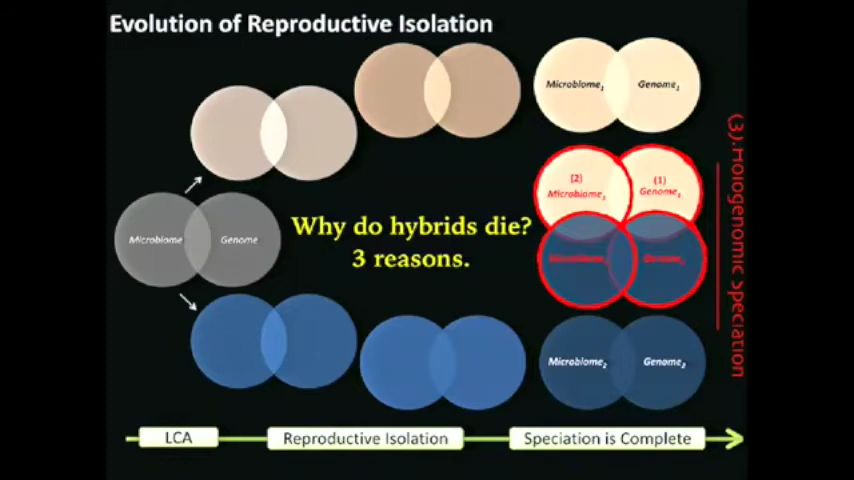 Evolution of Reproductive Isolation
Microbiome₁ Genome₁
(2) (1)
Microbiome₁ Genome₁
Microbiome Genome
Why do hybrids die?
3 reasons.
Microbiome₂ Genome₂
(3).Hologenomic Speciation
LCA Reproductive Isolation Speciation is Complete